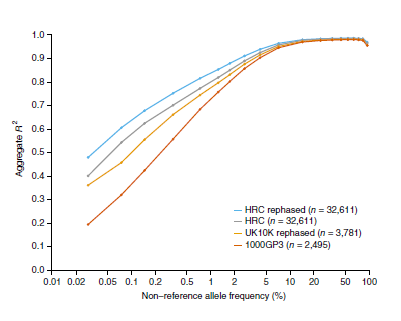 1.0
0.9
0.8
0.7
0.6
0.5
0.4
0.3
0.2
0.1
0.0
Aggregate R²
HRC rephased (n = 32,611)
HRC (n = 32,611)
UK10K rephased (n = 3,781)
1000GP3 (n = 2,495)
0.01 0.02 0.05 0.1 0.2 0.5 1 2 5 10 20 50 100
Non–reference allele frequency (%)